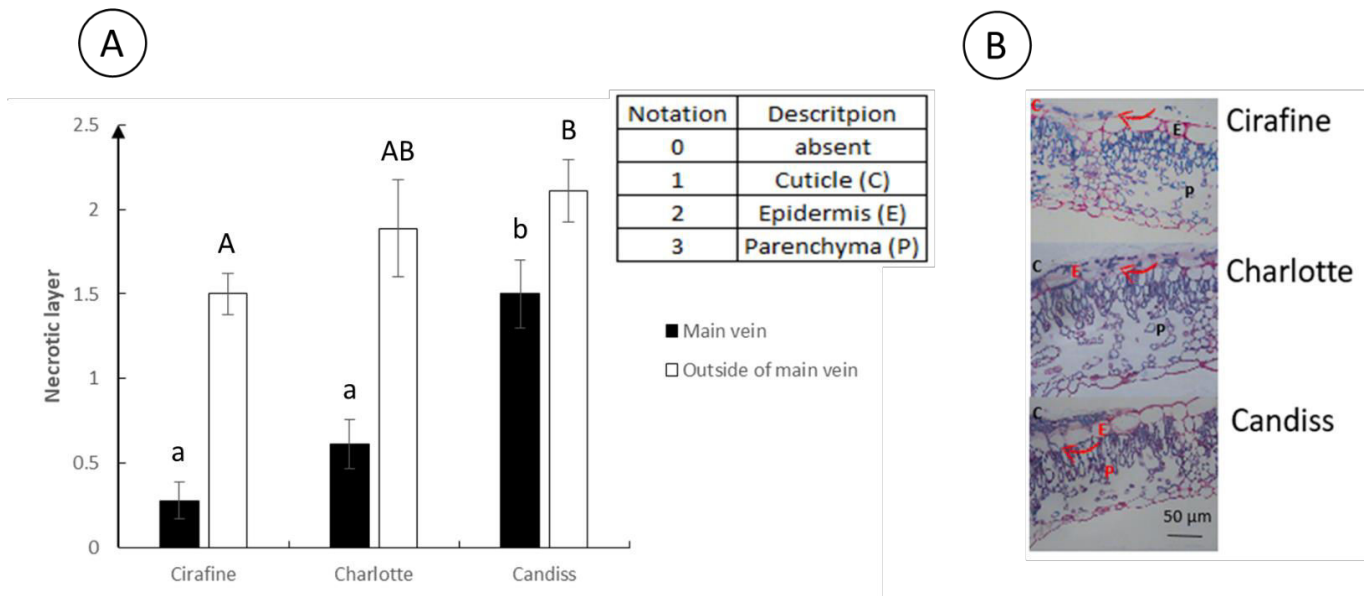 A
Necrotic layer
2.5
2
1.5
1
0.5
0
a
A
a
AB
b
B
Cirafine
Charlotte
Candiss
Notation Descritpion
0 absent
1 Cuticle (C)
2 Epidermis (E)
3 Parenchyma (P)
Main vein
Outside of main vein
B
C
E
P
Cirafine
C
E
P
Charlotte
C
E
P
Candiss
50 µm